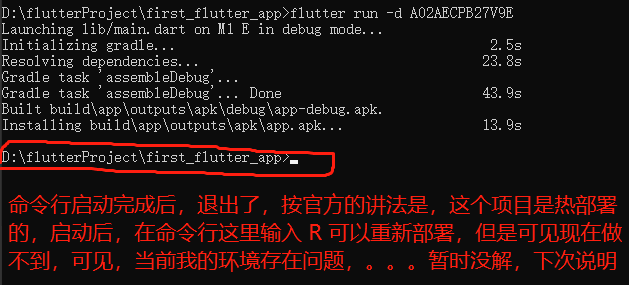 D:\flutterProject\first_flutter_app>flutter run -d A02AECPB27V9E
Launching lib/main.dart on M1 E in debug mode...
Initializing gradle... 2.5s
Resolving dependencies... 23.8s
Gradle task 'assembleDebug'...
Gradle task 'assembleDebug'... Done 43.9s
Built build\app\outputs\apk\debug\app-debug.apk.
Installing build\app\outputs\apk\app.apk... 13.9s
D:\flutterProject\first_flutter_app>
命令行启动完成后，退出了，按官方的讲法是，这个项目是热部署
的，启动后，在命令行这里输入 R 可以重新部署，但是可见现在做
不到，可见，当前我的环境存在问题，。。。。暂时没解，下次说明